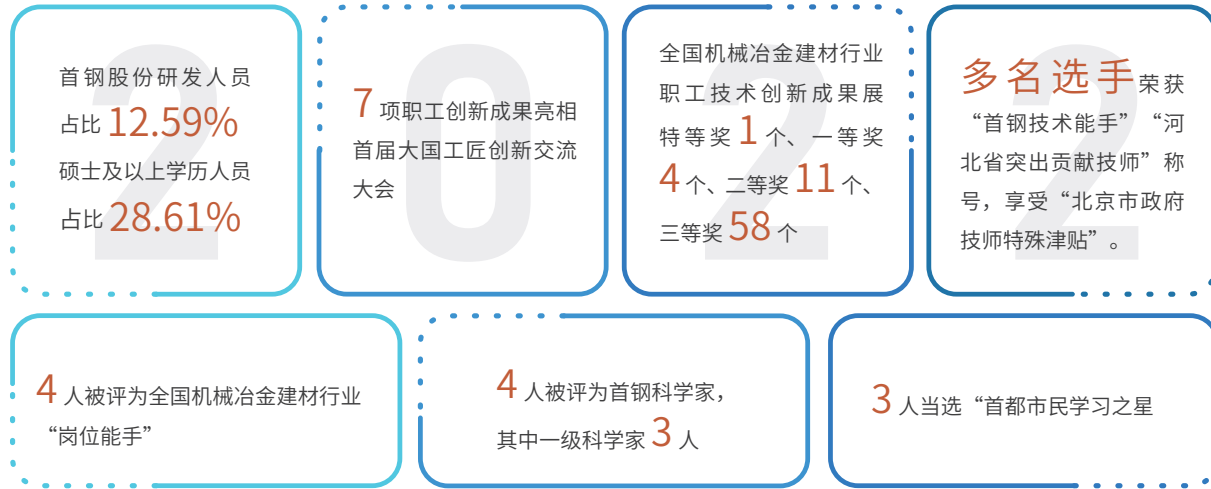 首钢股份研发人员
占比 12.59%
硕士及以上学历人员
占比 28.61%
7 项职工创新成果亮相
首届大国工匠创新交流
大会
全国机械冶金建材行业
职工技术创新成果展
特等奖 1 个、一等奖
4 个、二等奖 11 个、
三等奖 58 个
多名选手荣获
“首钢技术能手”“河
北省突出贡献技师”称
号，享受“北京市政府
技师特殊津贴”。
2022
4 人被评为全国机械冶金建材行业
“岗位能手”
4 人被评为首钢科学家，
其中一级科学家 3 人
3 人当选“首都市民学习之星